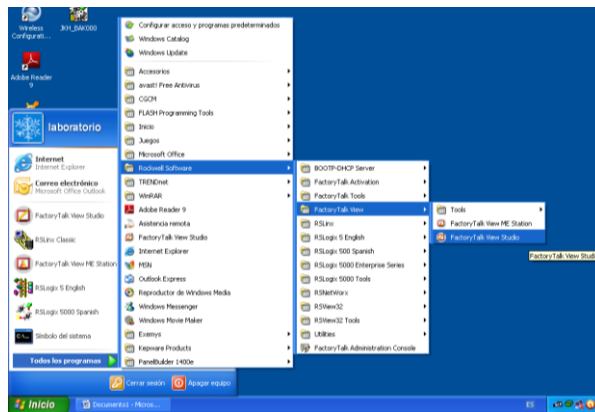 Wireless
Configurati...
JKH_BAK000
Adobe Reader
9
laboratorio
Internet
Internet Explorer
Correo electrónico
Microsoft Office Outlook
FactoryTalk View Studio
RSLinx Classic
FactoryTalk View ME Station
RSLogix 5 English
RSLogix 5000 Spanish
Símbolo del sistema
Todos los programas
Configurar acceso y programas predeterminados
Windows Catalog
Windows Update
Accesorios
avast! Free Antivirus
CGCM
FLASH Programming Tools
Inicio
Juegos
Microsoft Office
Rockwell Software
TRENDnet
WinRAR
Adobe Reader 9
Asistencia remota
FactoryTalk View Studio
Internet Explorer
MSN
Outlook Express
Reproductor de Windows Media
Windows Messenger
Windows Movie Maker
Exemys
Kepware Products
PanelBuilder 1400e
BOOTP-DHCP Server
FactoryTalk Activation
FactoryTalk Tools
FactoryTalk View
RSLinx
RSLogix 5 English
RSLogix 500 Spanish
RSLogix 5000 Enterprise Series
RSLogix 5000 Tools
RSNetWorx
RSView32
RSView32 Tools
Utilities
FactoryTalk Administration Console
Tools
FactoryTalk View ME Station
FactoryTalk View Studio
FactoryTalk View Studi
Cerrar sesión
Apagar equipo
Inicio
Documento1 - Micros...
ES